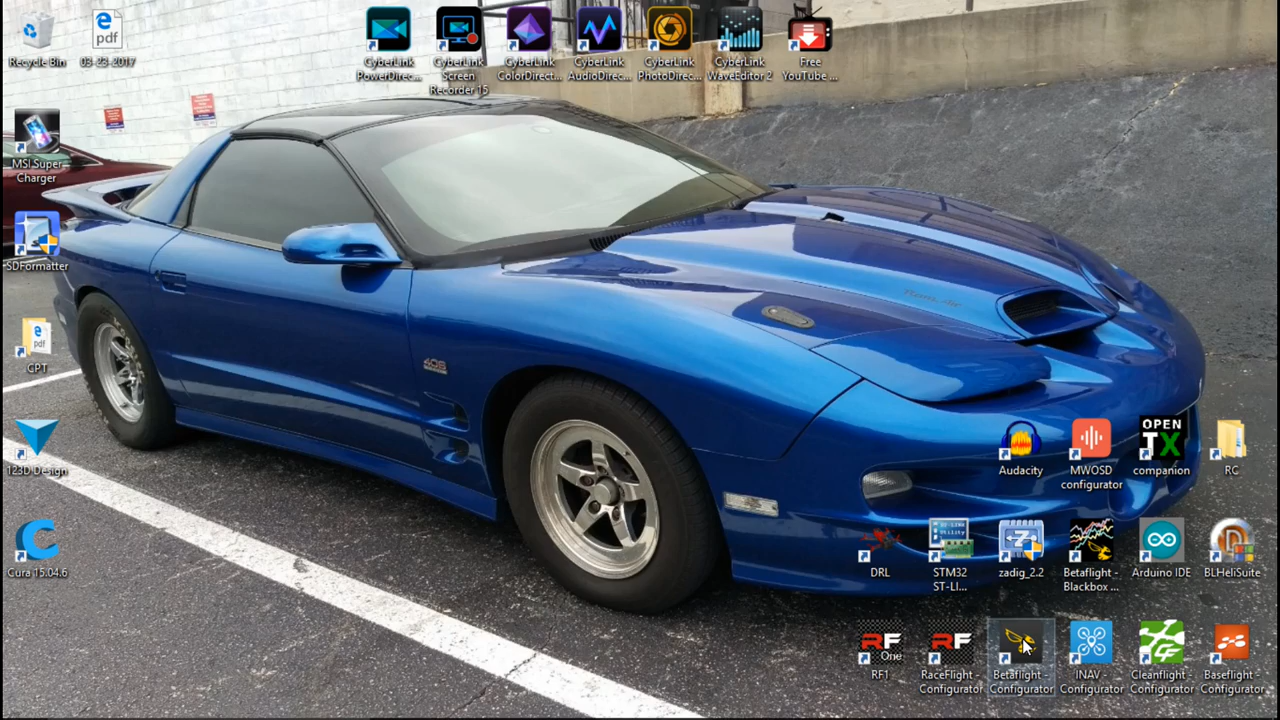 Recycle Bin
03-23-2017
CyberLink
PowerDirec...
CyberLink
Screen
Recorder 15
CyberLink
ColorDirect...
CyberLink
AudioDirec...
CyberLink
PhotoDirec...
CyberLink
WaveEditor 2
Free
YouTube ...
pdf
MSI Super
Charger
SDFormatter
pdf
CPT
408
123D Design
Cura 15.04.6
Audacity
MWOSD
configurator
OPEN
TX
companion
RC
DRL
STM32
ST-LI...
zadig_2.2
Betaflight -
Blackbox ...
Arduino IDE
BLHeliSuite
RF
One
RF1
RF
RaceFlight -
Configurator
Betaflight -
Configurator
INAV -
Configurator
CF
Cleanflight -
Configurator
Baseflight -
Configurator